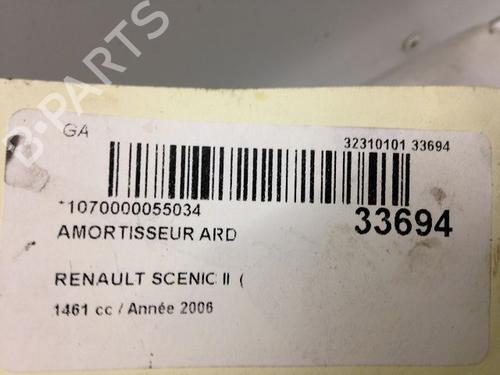 B-PARTS
GA
32310101 33694
*1070000055034
33694
AMORTISSEUR ARD
RENAULT SCENIC II (
1461 cc / Année 2006